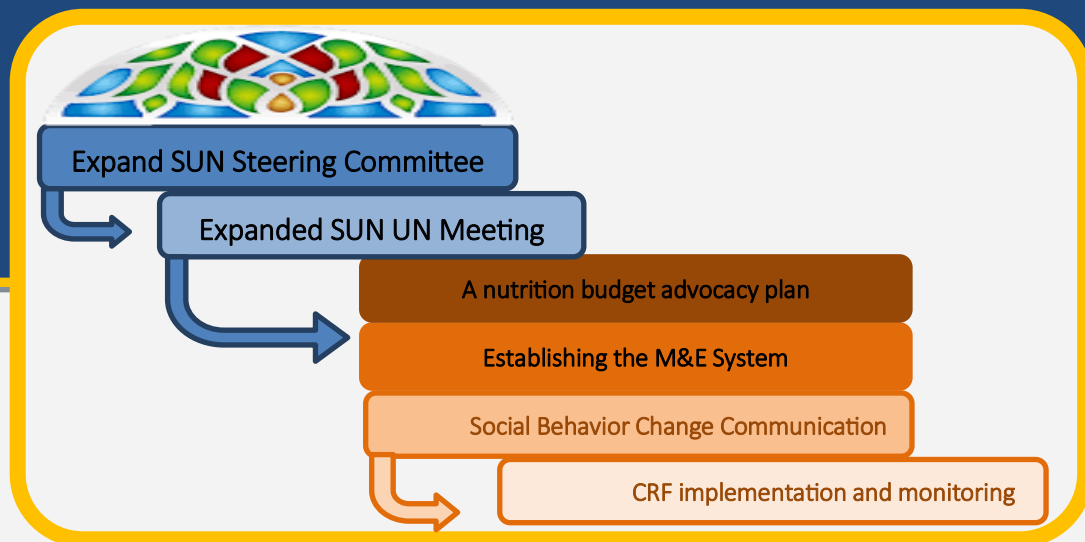 Expand SUN Steering Committee
Expanded SUN UN Meeting
A nutrition budget advocacy plan
Establishing the M&E System
Social Behavior Change Communication
CRF implementation and monitoring